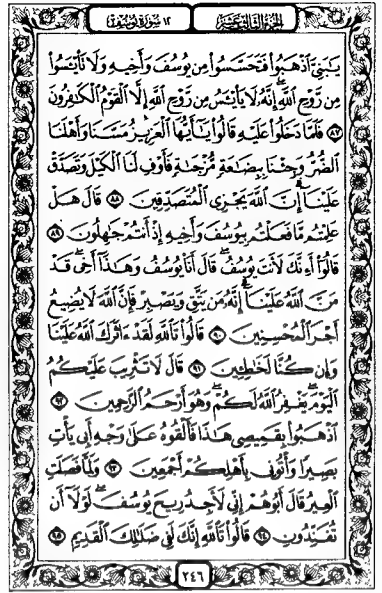 الجزء الثالث عشر
١٢ سورة يوسف
يَـٰبَنِىَّ ٱذْهَبُوا۟ فَتَحَسَّسُوا۟ مِن يُوسُفَ وَأَخِيهِ وَلَا تَا۟يْـَٔسُوا۟
مِن رَّوْحِ ٱللَّهِ ۖ إِنَّهُۥ لَا يَا۟يْـَٔسُ مِن رَّوْحِ ٱللَّهِ إِلَّا ٱلْقَوْمُ ٱلْكَـٰفِرُونَ
٨٧ فَلَمَّا دَخَلُوا۟ عَلَيْهِ قَالُوا۟ يَـٰٓأَيُّهَا ٱلْعَزِيزُ مَسَّنَا وَأَهْلَنَا
ٱلضُّرُّ وَجِئْنَا بِبِضَـٰعَةٍ مُّزْجَىٰةٍ فَأَوْفِ لَنَا ٱلْكَيْلَ وَتَصَدَّقْ
عَلَيْنَآ ۖ إِنَّ ٱللَّهَ يَجْزِى ٱلْمُتَصَدِّقِينَ ٨٨ قَالَ هَلْ
عَلِمْتُم مَّا فَعَلْتُم بِيُوسُفَ وَأَخِيهِ إِذْ أَنتُمْ جَـٰهِلُونَ ٨٩
قَالُوٓا۟ أَءِنَّكَ لَأَنتَ يُوسُفُ ۖ قَالَ أَنَا۠ يُوسُفُ وَهَـٰذَآ أَخِى ۖ قَدْ
مَنَّ ٱللَّهُ عَلَيْنَآ ۖ إِنَّهُۥ مَن يَتَّقِ وَيَصْبِرْ فَإِنَّ ٱللَّهَ لَا يُضِيعُ
أَجْرَ ٱلْمُحْسِنِينَ ٩٠ قَالُوا۟ تَٱللَّهِ لَقَدْ ءَاثَرَكَ ٱللَّهُ عَلَيْنَا
وَإِن كُنَّا لَخَـٰطِـِٔينَ ٩١ قَالَ لَا تَثْرِيبَ عَلَيْكُمُ
ٱلْيَوْمَ ۖ يَغْفِرُ ٱللَّهُ لَكُمْ ۖ وَهُوَ أَرْحَمُ ٱلرَّٰحِمِينَ ٩٢
ٱذْهَبُوا۟ بِقَمِيصِى هَـٰذَا فَأَلْقُوهُ عَلَىٰ وَجْهِ أَبِى يَأْتِ
بَصِيرًا وَأْتُونِى بِأَهْلِكُمْ أَجْمَعِينَ ٩٣ وَلَمَّا فَصَلَتِ
ٱلْعِيرُ قَالَ أَبُوهُمْ إِنِّى لَأَجِدُ رِيحَ يُوسُفَ ۖ لَوْلَآ أَن
تُفَنِّدُونِ ٩٤ قَالُوا۟ تَٱللَّهِ إِنَّكَ لَفِى ضَلَـٰلِكَ ٱلْقَدِيمِ ٩٥
٢٤٦